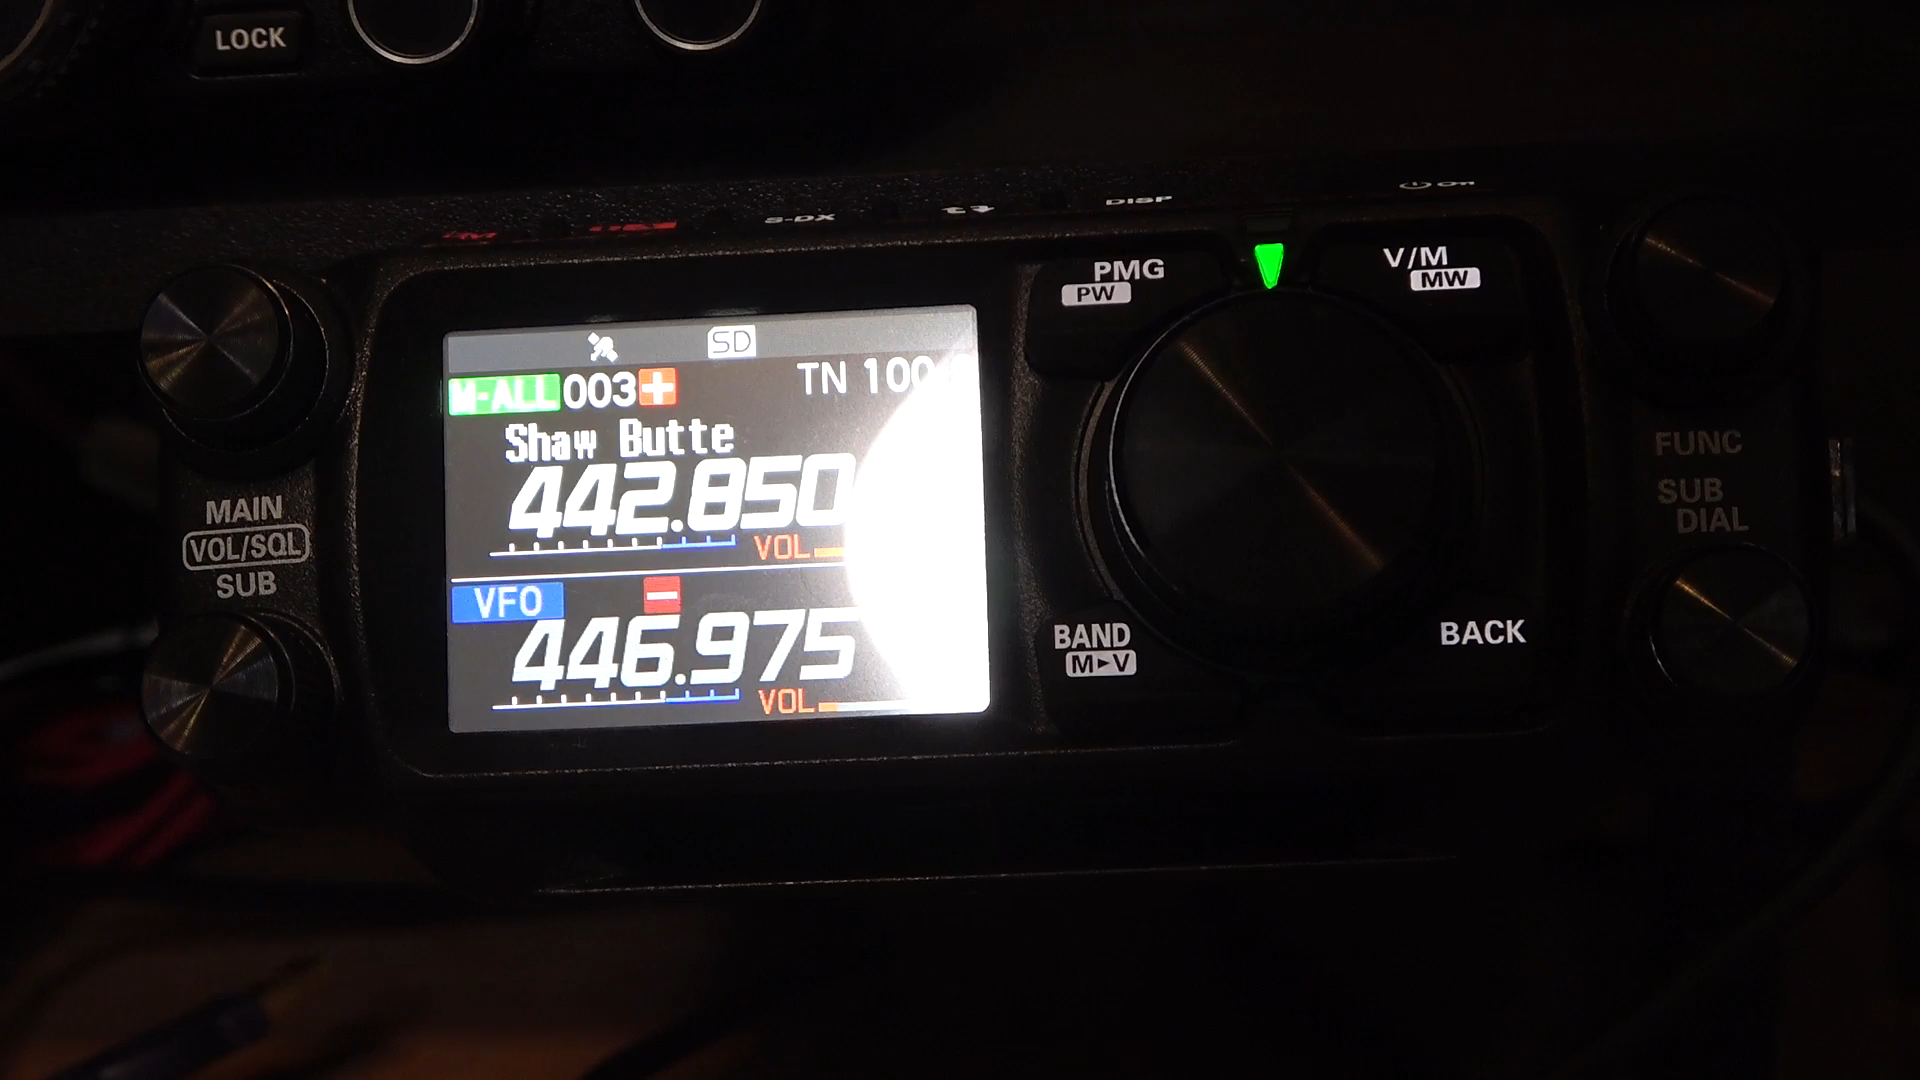 LOCK
S-DX
DISP
On
PMG
PW
V/M
MW
SD
M-ALL 003 + TN 100
Shaw Butte
442.850
VOL
VFO −
446.975
VOL
MAIN
VOL/SQL
SUB
BAND
M►V
BACK
FUNC
SUB
DIAL